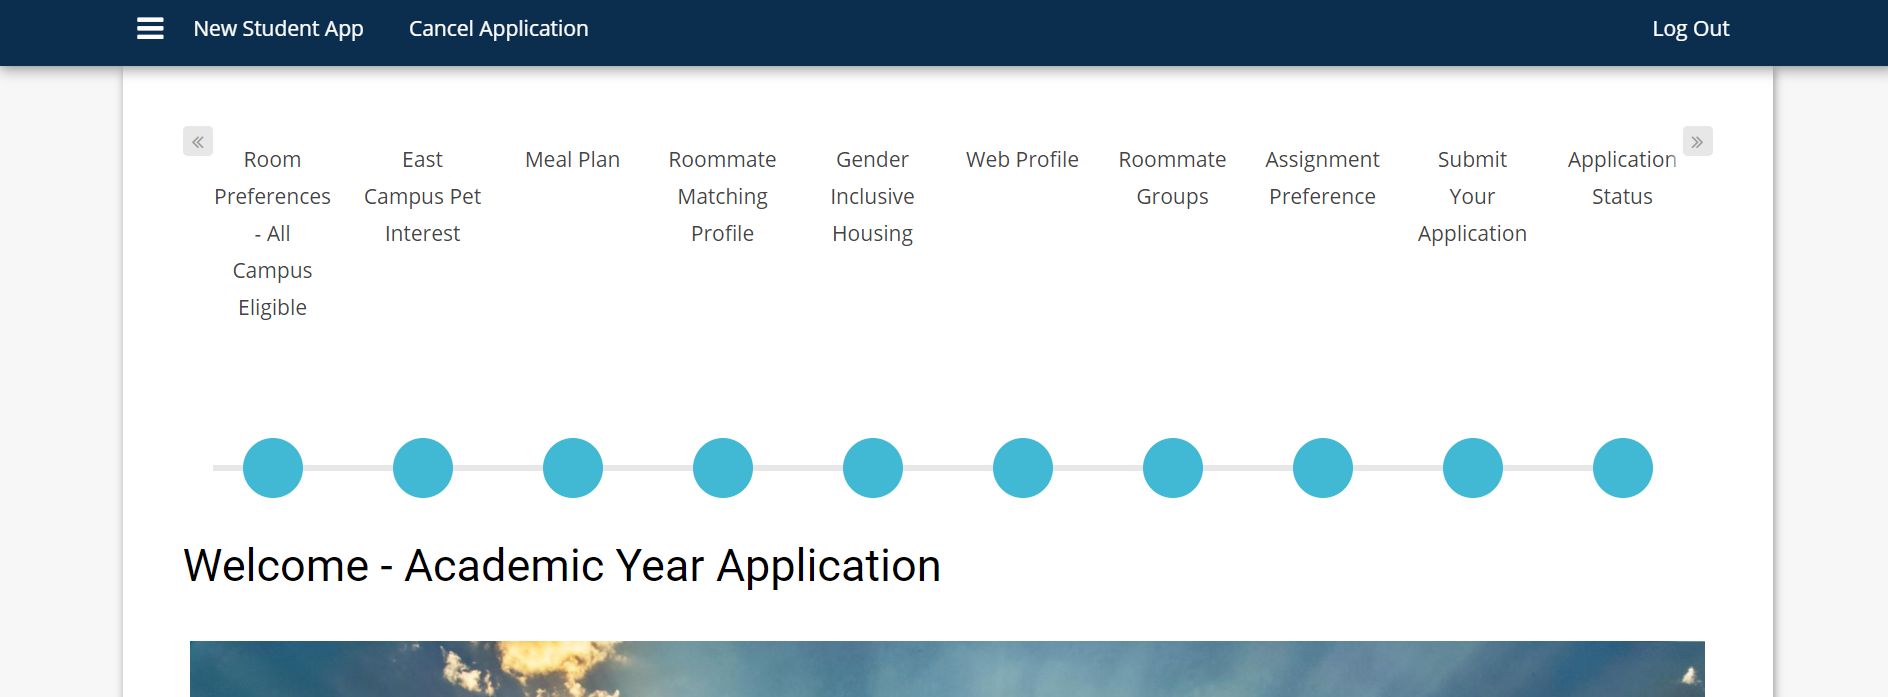 New Student App Cancel Application Log Out
« »
Room
Preferences
- All
Campus
Eligible
East
Campus Pet
Interest
Meal Plan
Roommate
Matching
Profile
Gender
Inclusive
Housing
Web Profile
Roommate
Groups
Assignment
Preference
Submit
Your
Application
Application
Status
Welcome - Academic Year Application